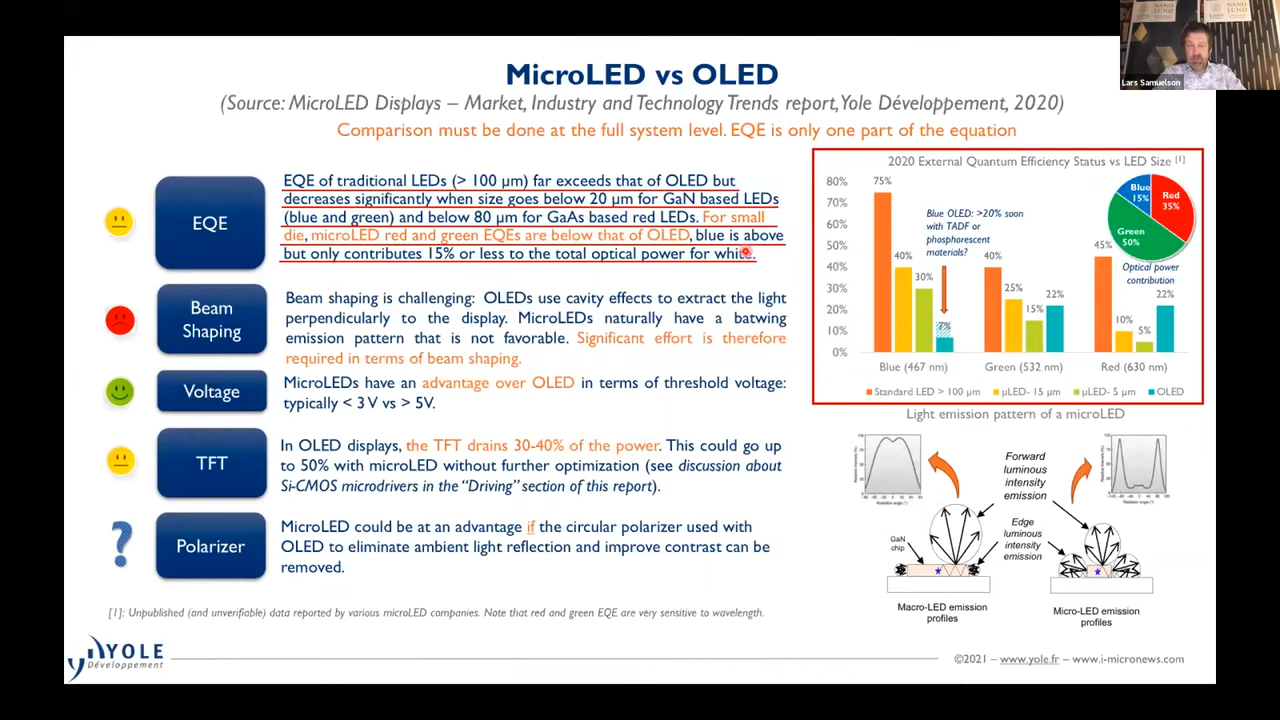 MicroLED vs OLED
(Source: MicroLED Displays – Market, Industry and Technology Trends report, Yole Développement, 2020)
Comparison must be done at the full system level. EQE is only one part of the equation
EQE
EQE of traditional LEDs (> 100 μm) far exceeds that of OLED but
decreases significantly when size goes below 20 μm for GaN based LEDs
(blue and green) and below 80 μm for GaAs based red LEDs. For small
die, microLED red and green EQEs are below that of OLED, blue is above
but only contributes 15% or less to the total optical power for white.
Beam
Shaping
Beam shaping is challenging: OLEDs use cavity effects to extract the light
perpendicularly to the display. MicroLEDs naturally have a batwing
emission pattern that is not favorable. Significant effort is therefore
required in terms of beam shaping.
Voltage
MicroLEDs have an advantage over OLED in terms of threshold voltage:
typically < 3 V vs > 5V.
TFT
In OLED displays, the TFT drains 30-40% of the power. This could go up
to 50% with microLED without further optimization (see discussion about
Si-CMOS microdrivers in the “Driving” section of this report).
?
Polarizer
MicroLED could be at an advantage if the circular polarizer used with
OLED to eliminate ambient light reflection and improve contrast can be
removed.
[1]: Unpublished (and unverifiable) data reported by various microLED companies. Note that red and green EQE are very sensitive to wavelength.
2020 External Quantum Efficiency Status vs LED Size [1]
80%
70%
60%
50%
40%
30%
20%
10%
0%
75%
40%
30%
7%
Blue OLED: >20% soon
with TADF or
phosphorescent
materials?
40%
25%
15%
22%
45%
10%
5%
22%
Blue
15%
Red
35%
Green
50%
Optical power
contribution
Blue (467 nm)
Green (532 nm)
Red (630 nm)
Standard LED > 100 μm
μLED- 15 μm
μLED- 5 μm
OLED
Light emission pattern of a microLED
Forward
luminous
intensity
emission
Edge
luminous
intensity
emission
GaN
chip
Macro-LED emission
profiles
Micro-LED emission
profiles
YOLE
Développement
©2021 – www.yole.fr – www.i-micronews.com
NANO
LUND
NANO
LUND
Lars Samuelson